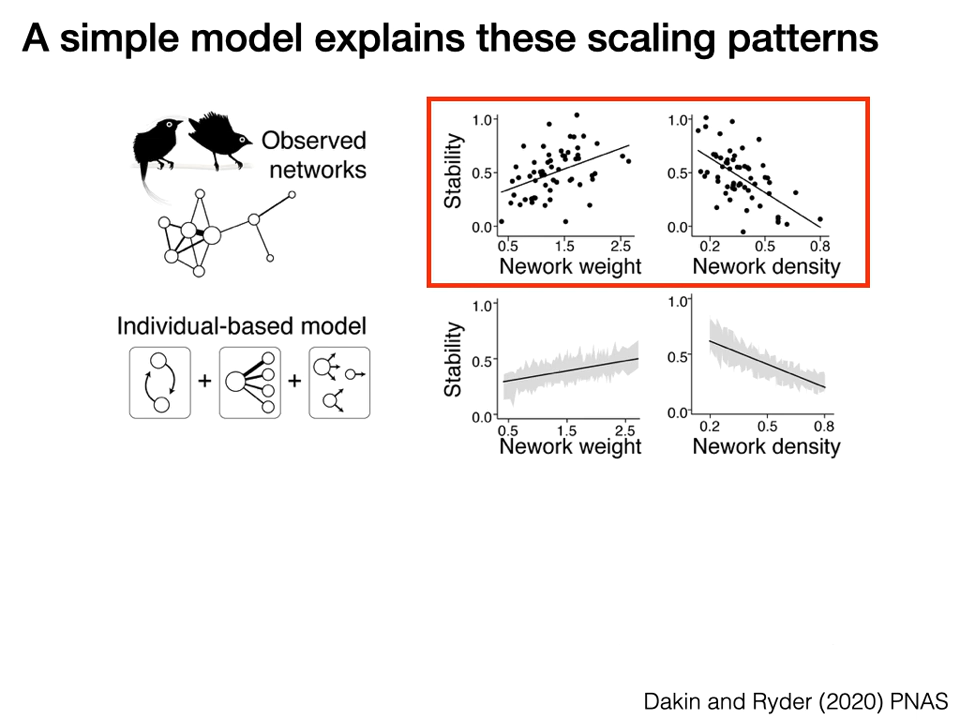 A simple model explains these scaling patterns
Observed
networks
Stability
1.0
0.5
0.0
0.5 1.5 2.5
Nework weight
1.0
0.5
0.0
0.2 0.5 0.8
Nework density
Individual-based model
+ +
Stability
1.0
0.5
0.0
0.5 1.5 2.5
Nework weight
1.0
0.5
0.0
0.2 0.5 0.8
Nework density
Dakin and Ryder (2020) PNAS